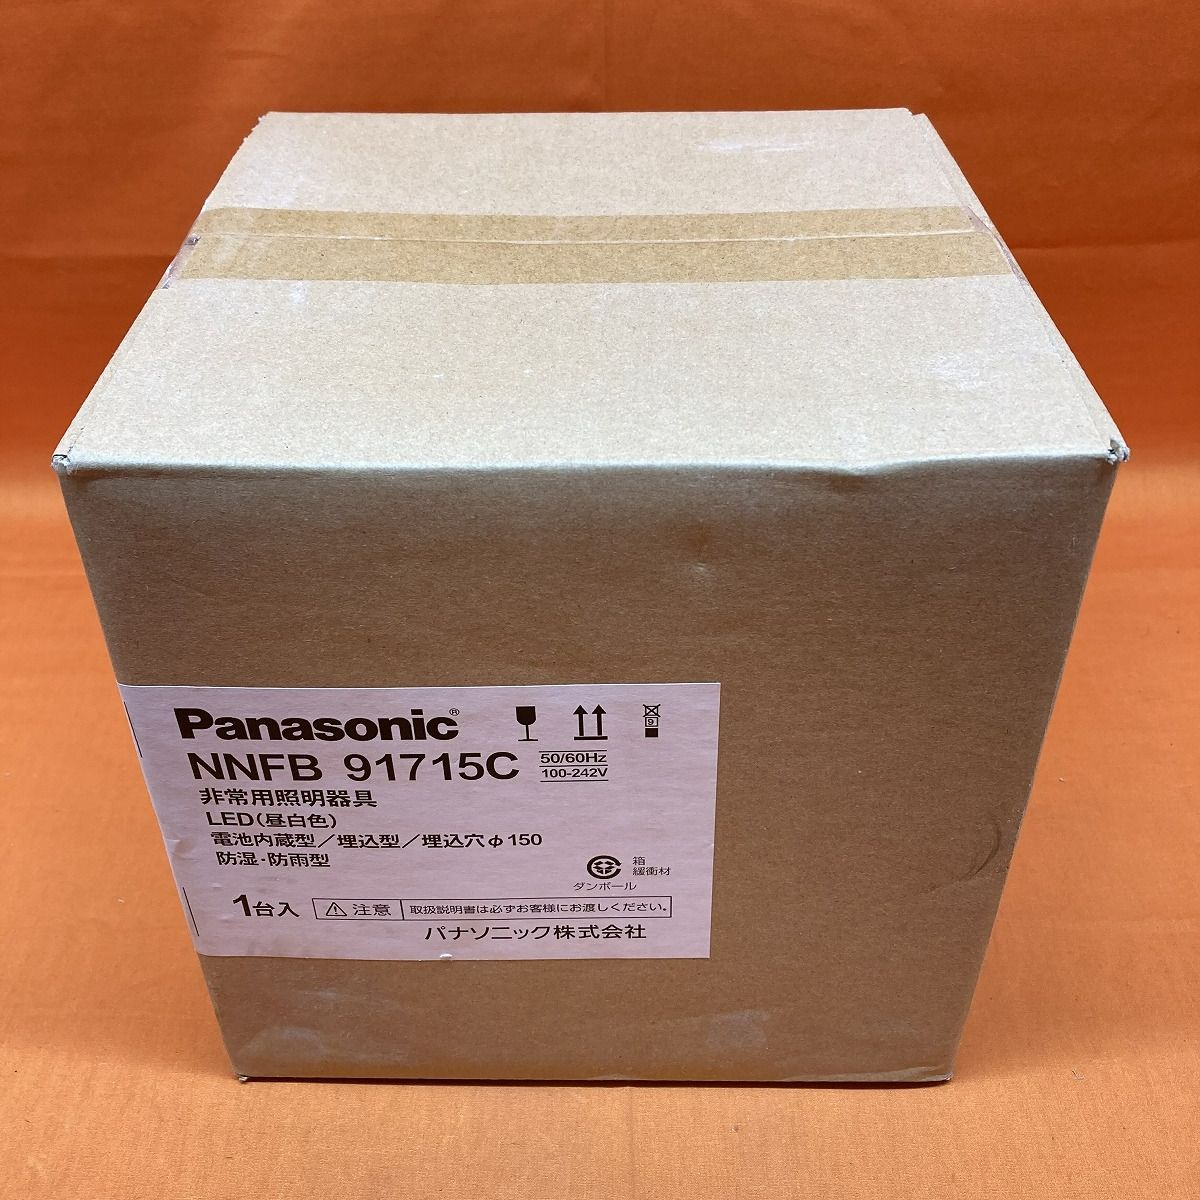 Panasonic®
NNFB 91715C
50/60Hz
100-242V
9
非常用照明器具
LED(昼白色)
電池内蔵型/埋込型/埋込穴φ150
防湿・防雨型
箱
緩衝材
ダンボール
1台入
注意 取扱説明書は必ずお客様にお渡しください。
パナソニック株式会社